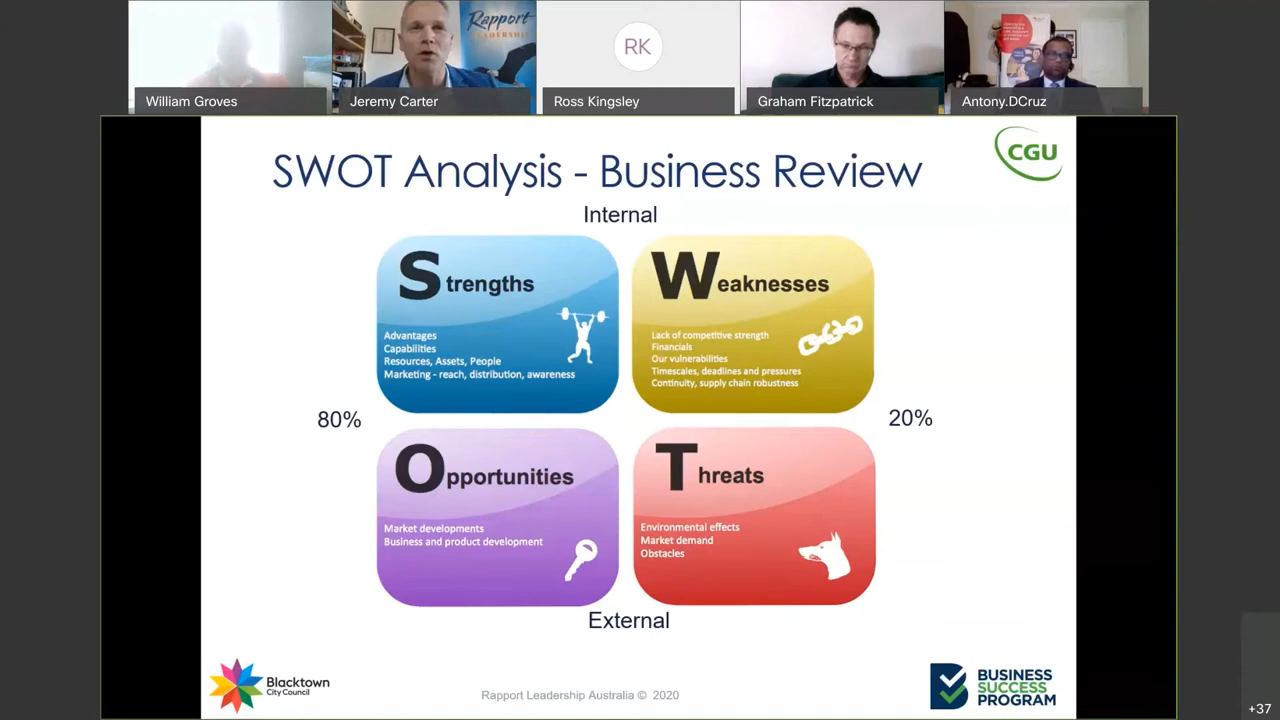 Rapport
LEADERSHIP
RK
William Groves
Jeremy Carter
Ross Kingsley
Graham Fitzpatrick
Antony.DCruz
SWOT Analysis - Business Review
CGU
Internal
Strengths
Advantages
Capabilities
Resources, Assets, People
Marketing - reach, distribution, awareness
Weaknesses
Lack of competitive strength
Financials
Our vulnerabilities
Timescales, deadlines and pressures
Continuity, supply chain robustness
80%
20%
Opportunities
Market developments
Business and product development
Threats
Environmental effects
Market demand
Obstacles
External
Blacktown
City Council
Rapport Leadership Australia © 2020
BUSINESS
SUCCESS
PROGRAM
+37